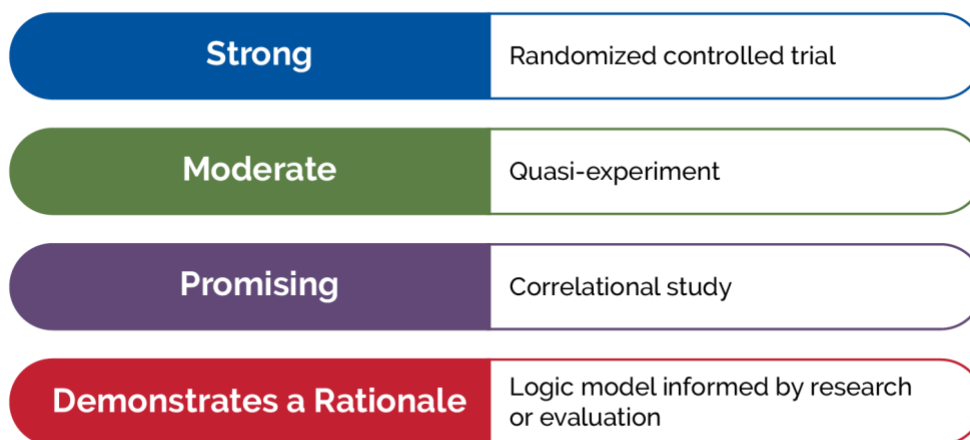 Strong
Randomized controlled trial
Moderate
Quasi-experiment
Promising
Correlational study
Demonstrates a Rationale
Logic model informed by research
or evaluation